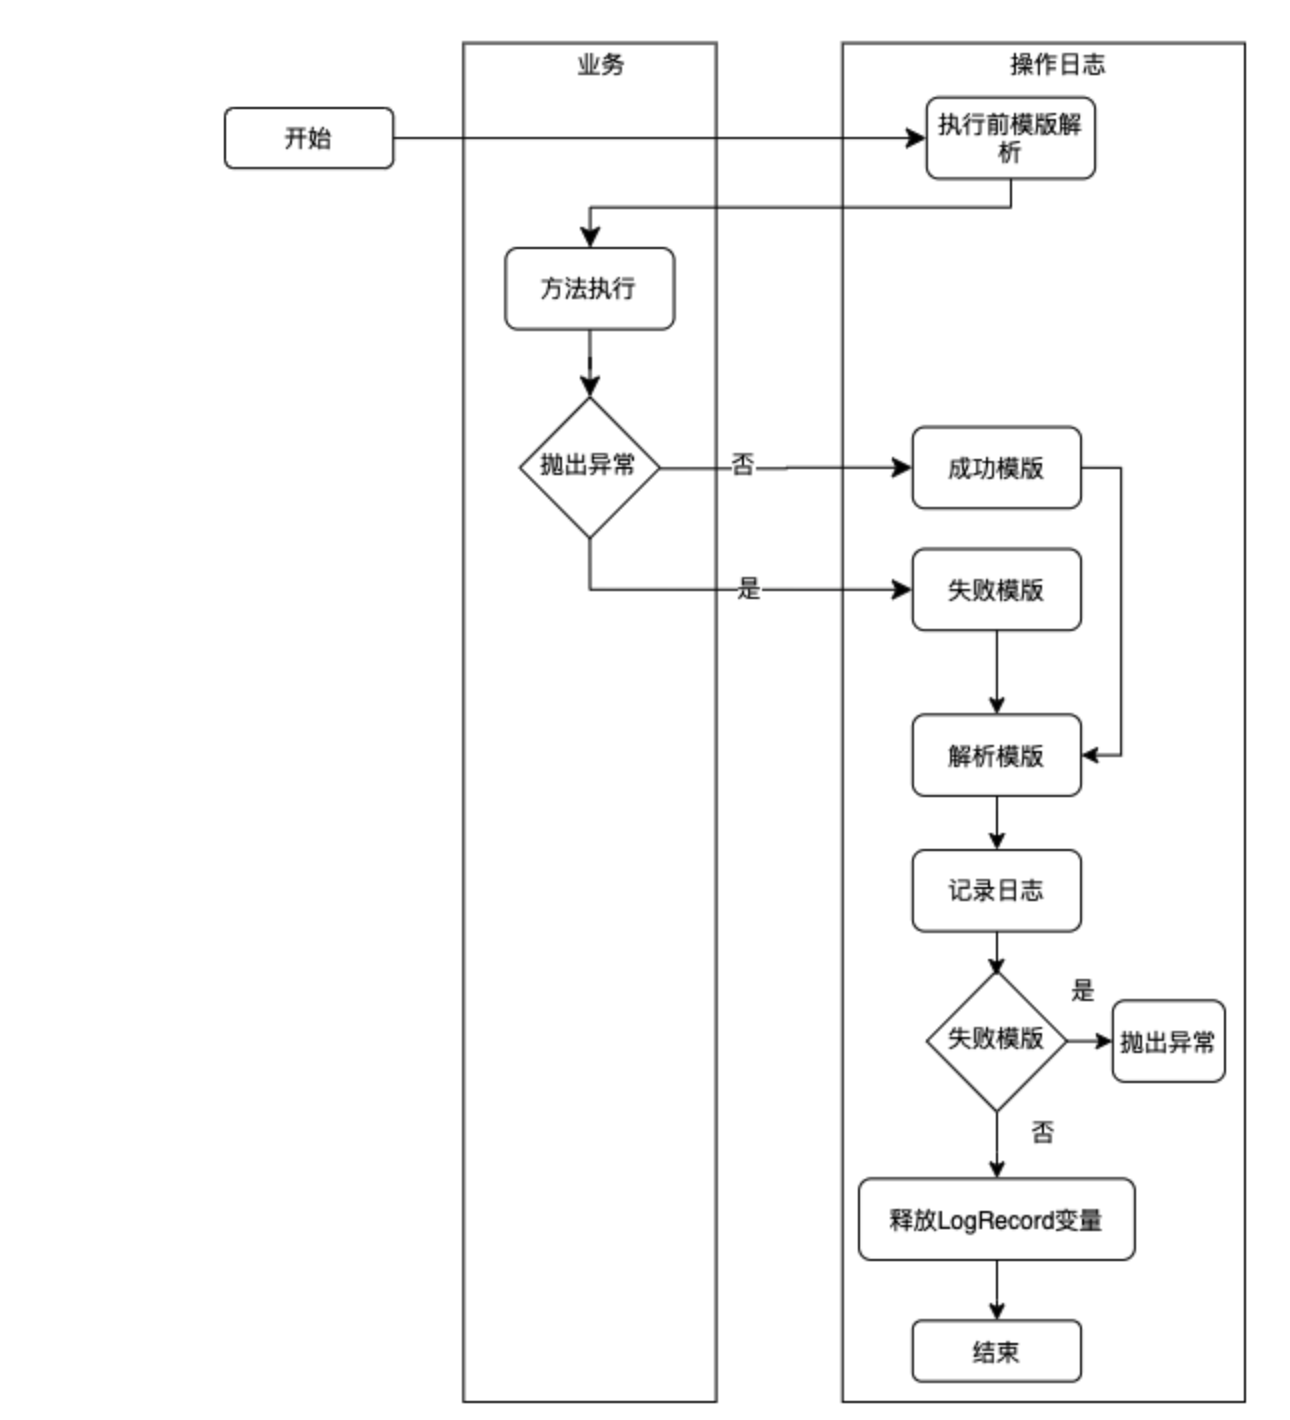 业务
操作日志
开始
执行前模版解
析
方法执行
抛出异常
否
成功模版
是
失败模版
解析模版
记录日志
失败模版
是
抛出异常
否
释放LogRecord变量
结束